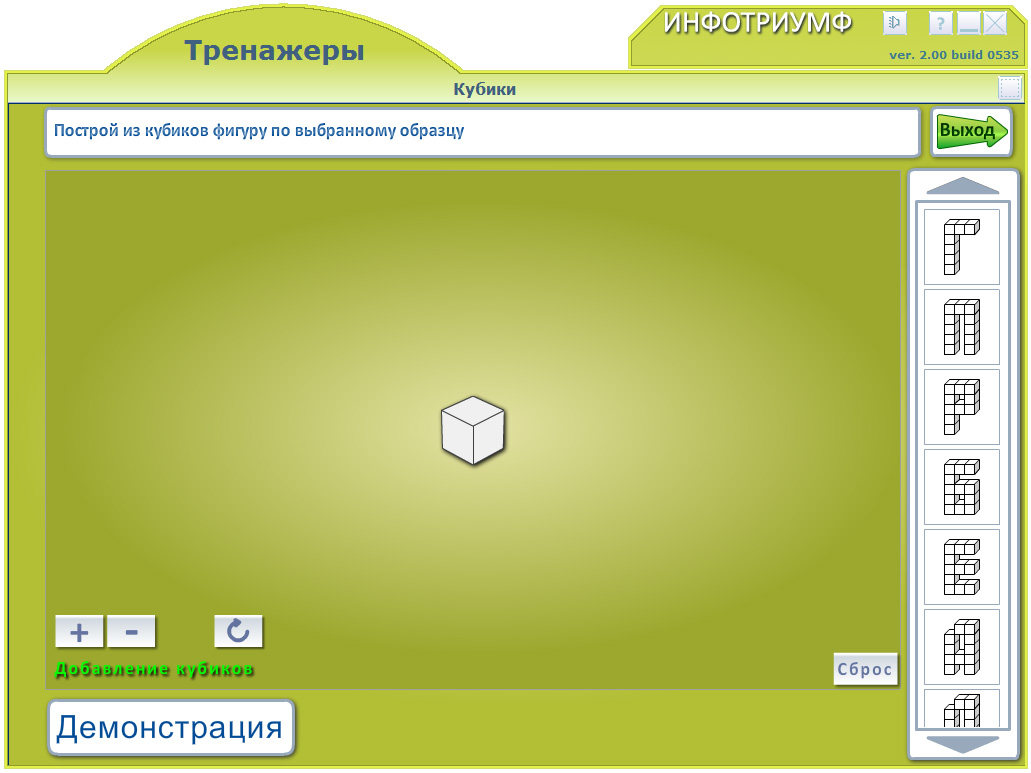 Тренажеры
ИНФОТРИУМФ
?
ver. 2.00 build 0535
Кубики
Построй из кубиков фигуру по выбранному образцу
Выход
+ -
Добавление кубиков
Сброс
Демонстрация